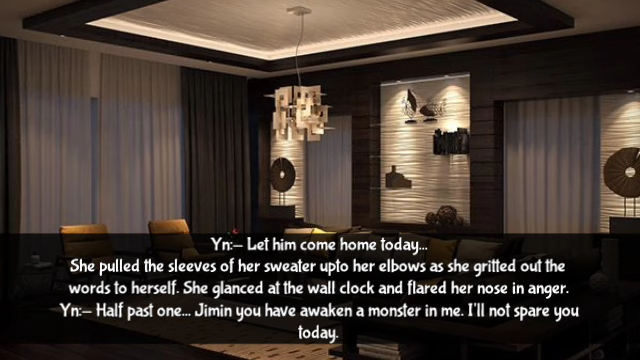 Yn:- Let him come home today...
She pulled the sleeves of her sweater upto her elbows as she gritted out the
words to herself. She glanced at the wall clock and flared her nose in anger.
Yn:- Half past one... Jimin you have awaken a monster in me. I'll not spare you
today.